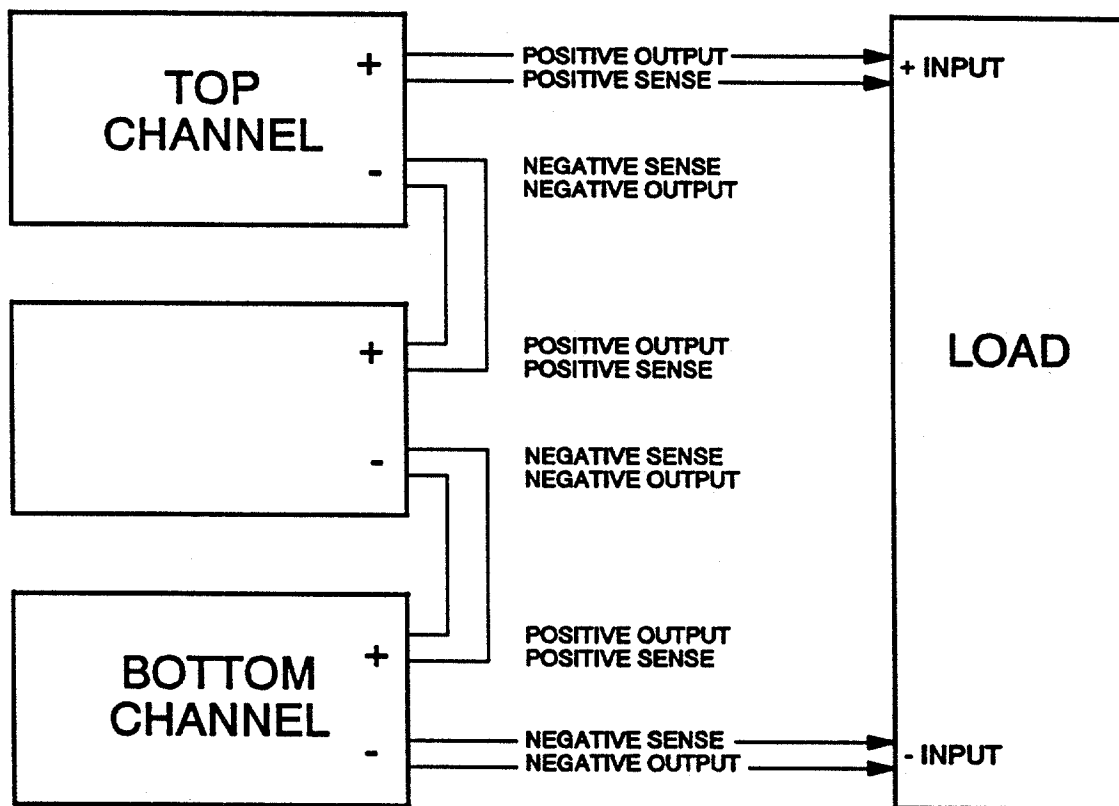 TOP
CHANNEL
+
-
POSITIVE OUTPUT
POSITIVE SENSE
+ INPUT
NEGATIVE SENSE
NEGATIVE OUTPUT
+
-
POSITIVE OUTPUT
POSITIVE SENSE
LOAD
NEGATIVE SENSE
NEGATIVE OUTPUT
BOTTOM
CHANNEL
+
-
POSITIVE OUTPUT
POSITIVE SENSE
NEGATIVE SENSE
NEGATIVE OUTPUT
- INPUT